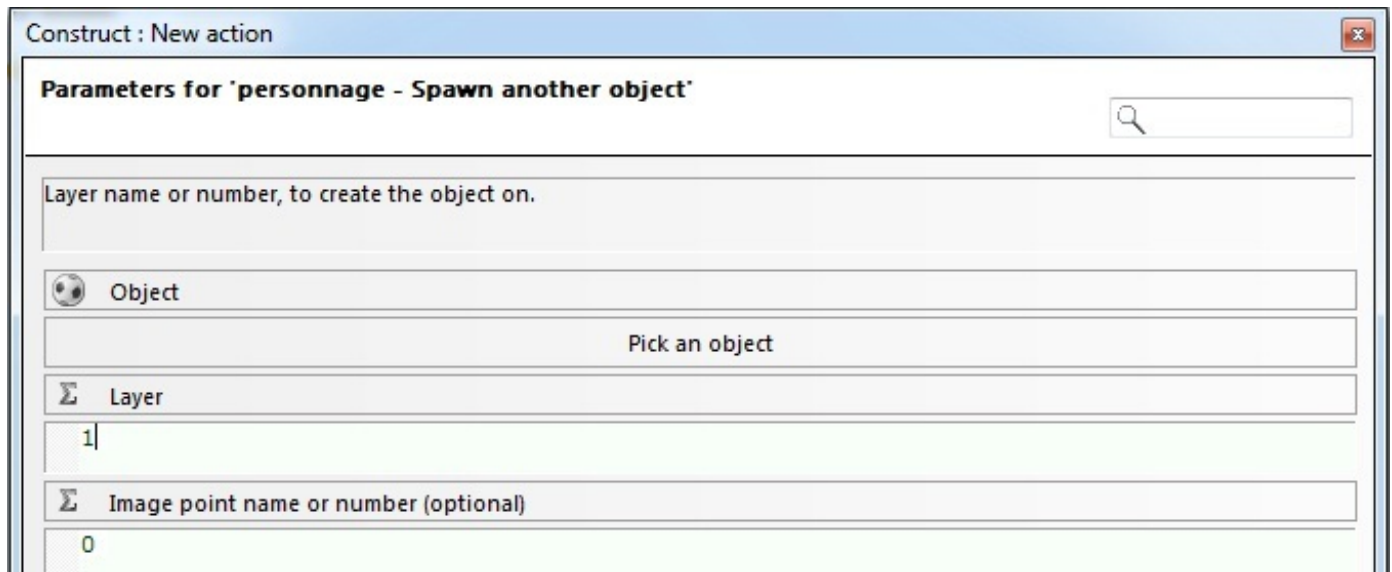 Construct : New action
Parameters for 'personnage - Spawn another object'
Layer name or number, to create the object on.
Object
Pick an object
Σ Layer
1
Σ Image point name or number (optional)
0